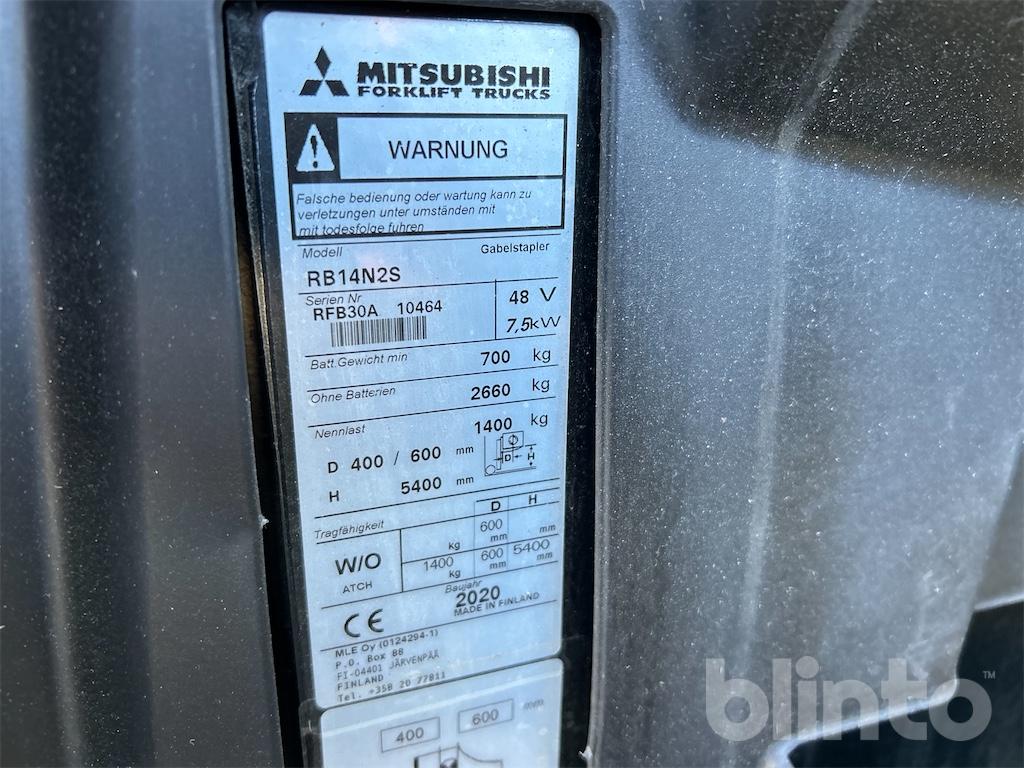 MITSUBISHI
FORKLIFT TRUCKS
WARNUNG
Falsche bedienung oder wartung kann zu
verletzungen unter umständen mit
mit todesfolge fuhren
Modell Gabelstapler
RB14N2S
Serien Nr
RFB30A 10464
48 V
7,5kW
Batt.Gewicht min 700 kg
Ohne Batterien 2660 kg
Nennlast 1400 kg
D 400 / 600 mm
D H
H 5400 mm
Tragfähigkeit D H
W/O
ATCH
kg 600 mm mm
1400 kg 600 mm 5400 mm
Baujahr
2020
MADE IN FINLAND
CE
MLE Oy (0124294-1)
P.O. Box 88
FI-04401 JÄRVENPÄÄ
FINLAND
Tel. +358 20 77811
400 600 mm
blinto™